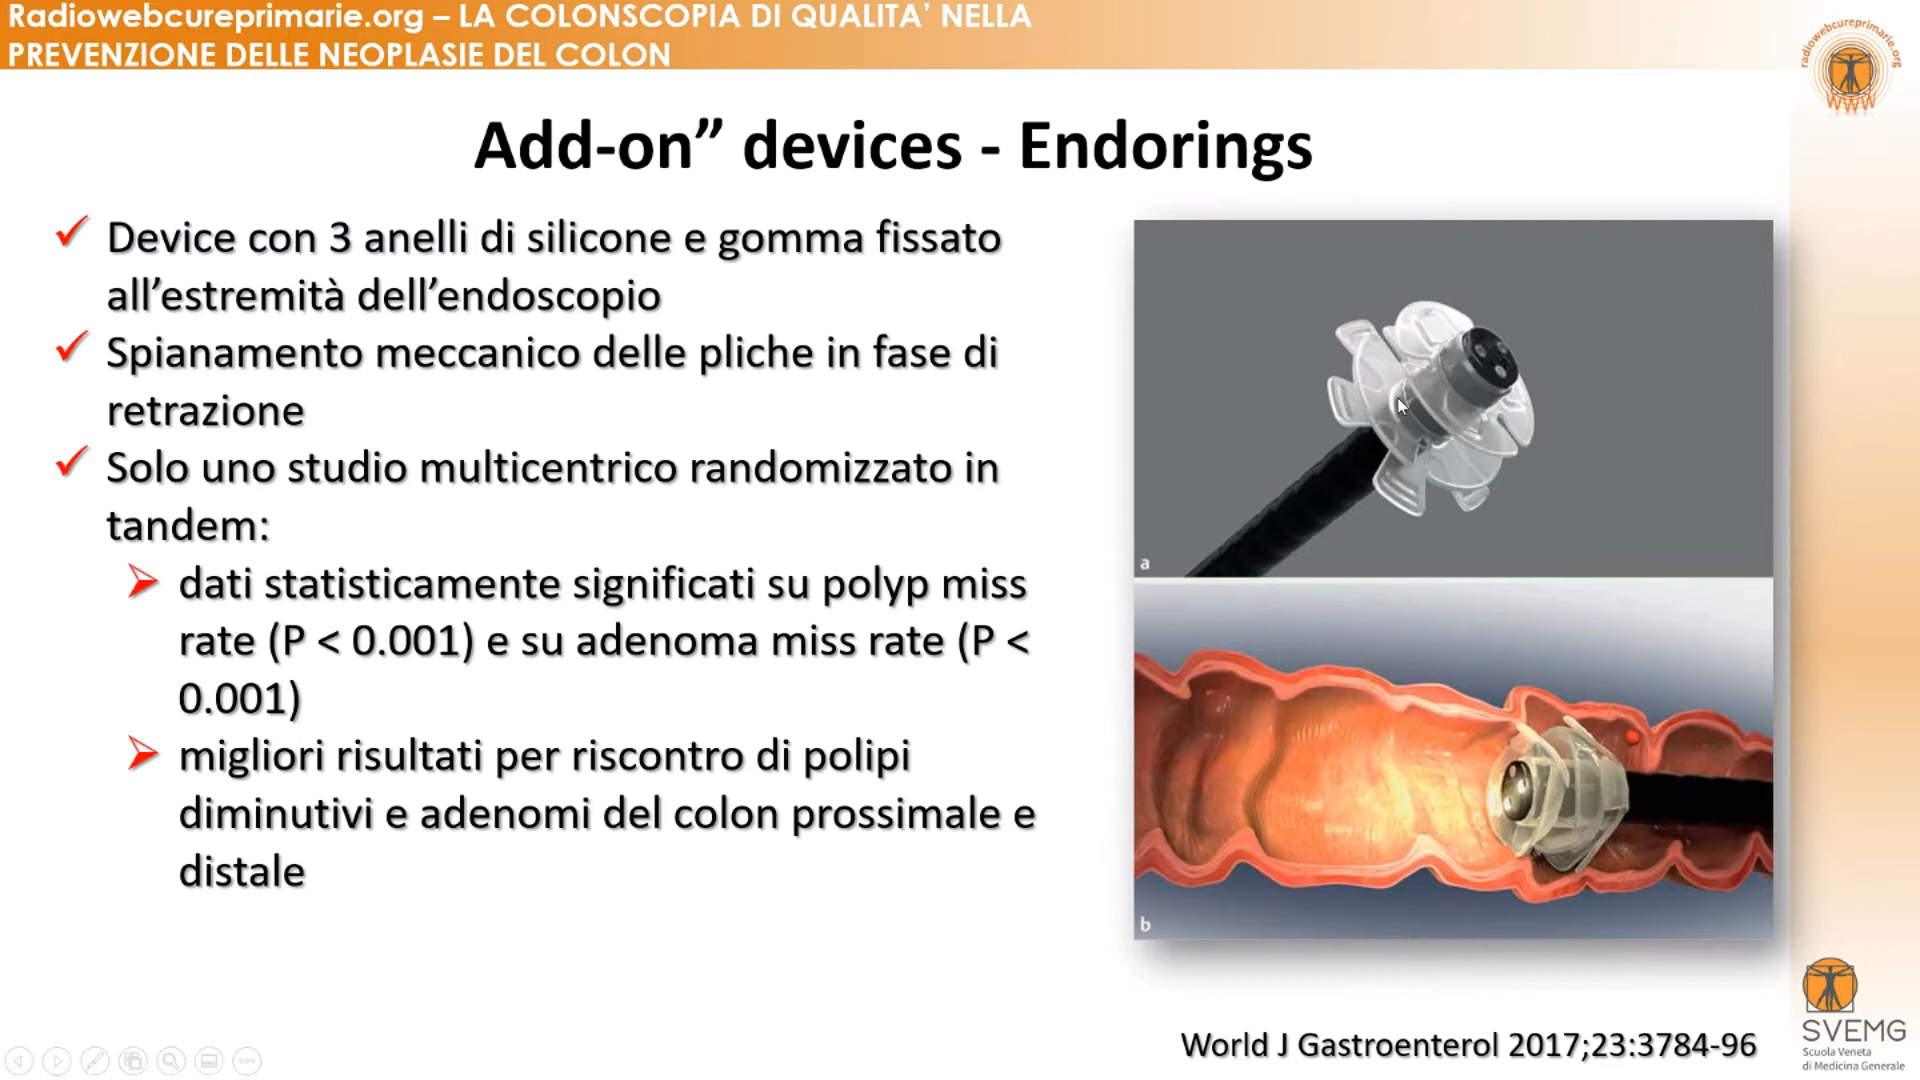 Radiowebcureprimarie.org – LA COLONSCOPIA DI QUALITA’ NELLA
PREVENZIONE DELLE NEOPLASIE DEL COLON
radiowebcureprimarie.org
WWW
Add-on” devices - Endorings
Device con 3 anelli di silicone e gomma fissato
all’estremità dell’endoscopio
Spianamento meccanico delle pliche in fase di
retrazione
Solo uno studio multicentrico randomizzato in
tandem:
dati statisticamente significati su polyp miss
rate (P < 0.001) e su adenoma miss rate (P <
0.001)
migliori risultati per riscontro di polipi
diminutivi e adenomi del colon prossimale e
distale
a
b
World J Gastroenterol 2017;23:3784-96
SVEMG
Scuola Veneta
di Medicina Generale